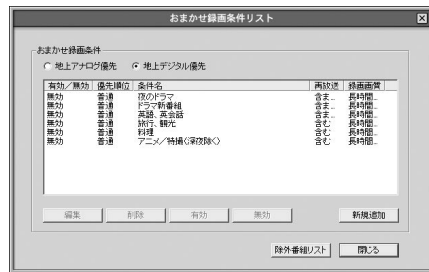 おまかせ録画条件リスト
おまかせ録画条件
地上アナログ優先 地上デジタル優先
有効/無効 優先順位 条件名 再放送 録画画質
無効 普通 夜のドラマ 含ま... 長時間...
無効 普通 ドラマ新番組 含ま... 長時間...
無効 普通 英語、英会話 含む 長時間...
無効 普通 旅行、観光 含む 長時間...
無効 普通 料理 含む 長時間...
無効 普通 アニメ/特撮(深夜除く) 含む 長時間...
編集 削除 有効 無効 新規追加
除外番組リスト 閉じる